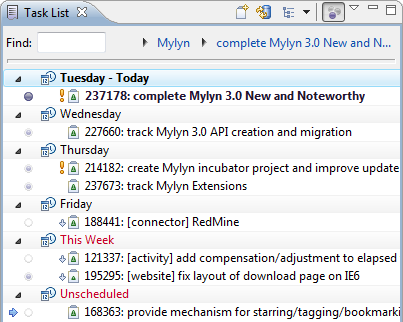 Task List
Find: Mylyn complete Mylyn 3.0 New and N...
Tuesday - Today
237178: complete Mylyn 3.0 New and Noteworthy
Wednesday
227660: track Mylyn 3.0 API creation and migration
Thursday
214182: create Mylyn incubator project and improve update
237673: track Mylyn Extensions
Friday
188441: [connector] RedMine
This Week
121337: [activity] add compensation/adjustment to elapsed
195295: [website] fix layout of download page on IE6
Unscheduled
168363: provide mechanism for starring/tagging/bookmarki